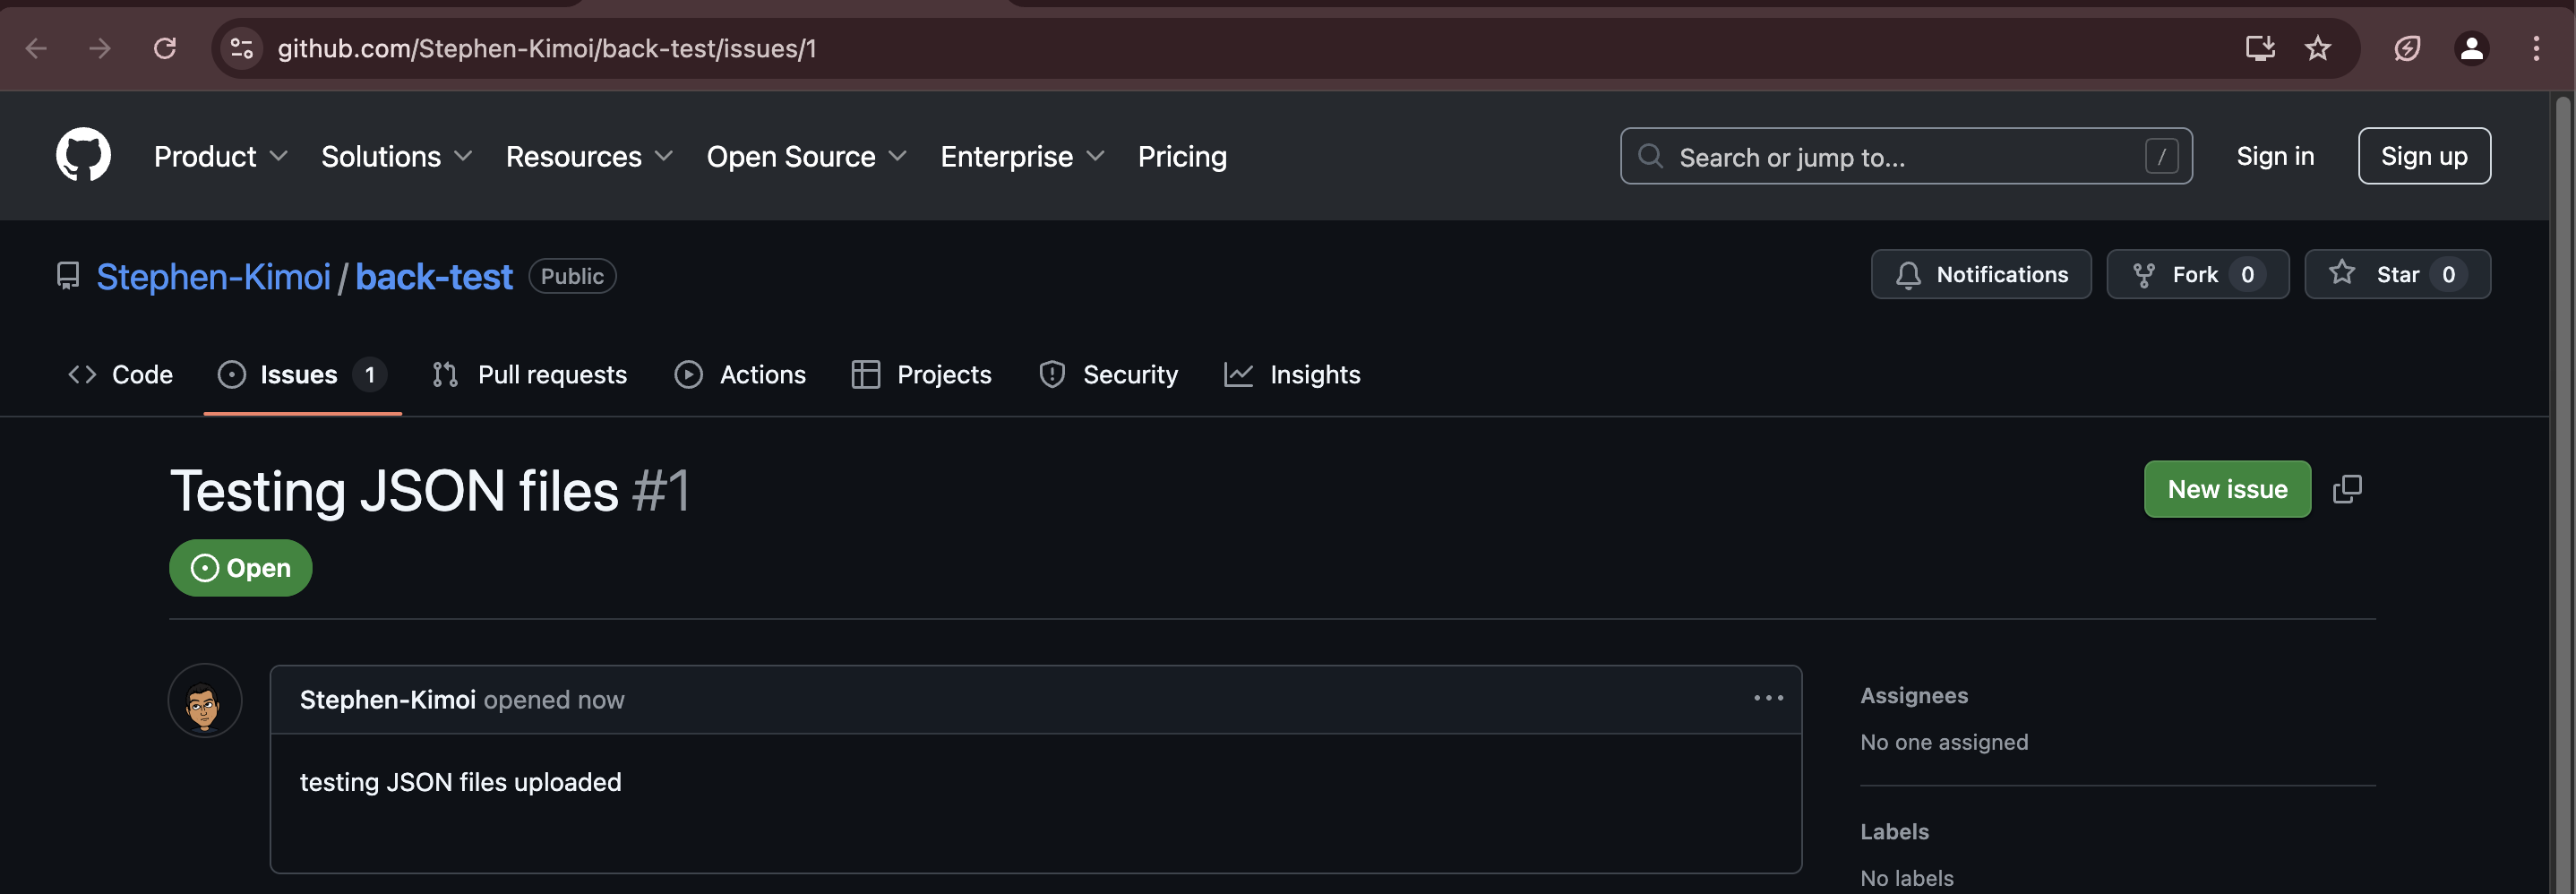 github.com/Stephen-Kimoi/back-test/issues/1
Product Solutions Resources Open Source Enterprise Pricing Search or jump to... / Sign in Sign up
Stephen-Kimoi / back-test Public Notifications Fork 0 Star 0
Code Issues 1 Pull requests Actions Projects Security Insights
Testing JSON files #1 New issue
Open
Stephen-Kimoi opened now
testing JSON files uploaded
Assignees
No one assigned
Labels
No labels